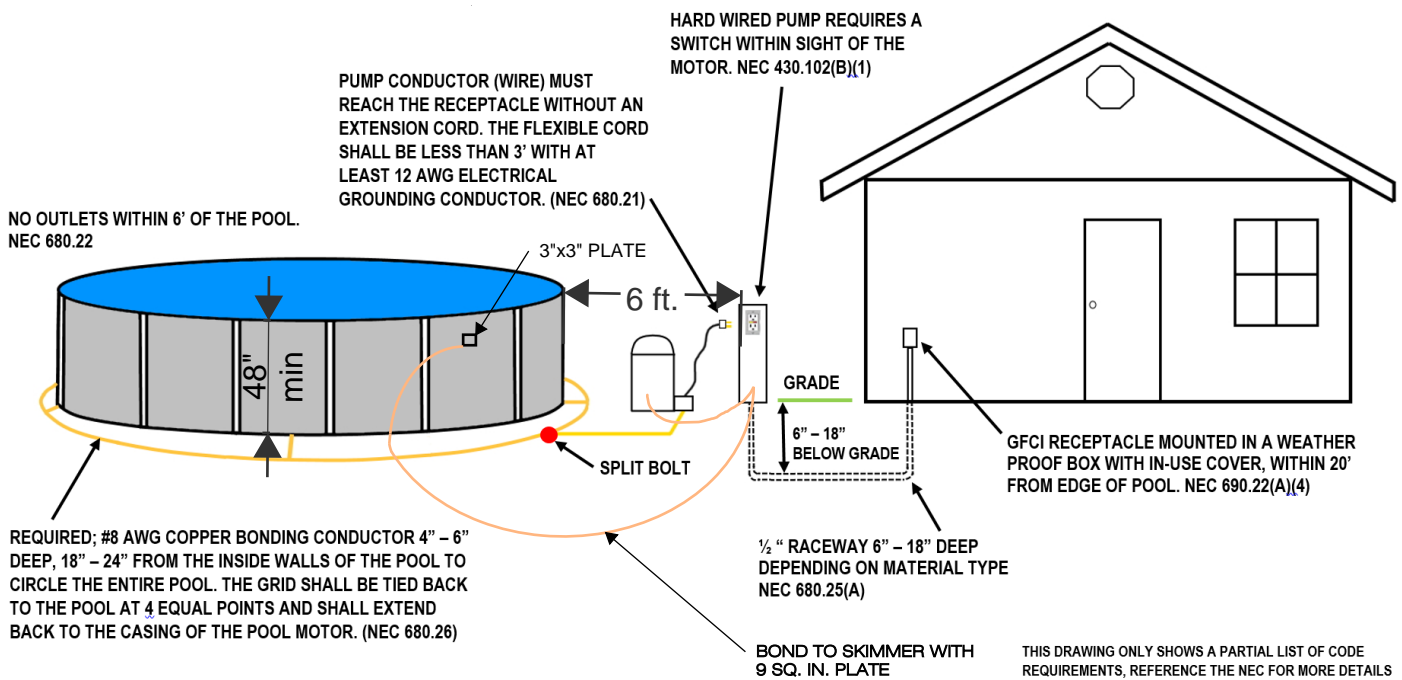 HARD WIRED PUMP REQUIRES A
SWITCH WITHIN SIGHT OF THE
MOTOR. NEC 430.102(B)(1)
PUMP CONDUCTOR (WIRE) MUST
REACH THE RECEPTACLE WITHOUT AN
EXTENSION CORD. THE FLEXIBLE CORD
SHALL BE LESS THAN 3' WITH AT
LEAST 12 AWG ELECTRICAL
GROUNDING CONDUCTOR. (NEC 680.21)
NO OUTLETS WITHIN 6' OF THE POOL.
NEC 680.22
3"x3" PLATE
6 ft.
48"
min
GRADE
6" – 18"
BELOW GRADE
SPLIT BOLT
GFCI RECEPTACLE MOUNTED IN A WEATHER
PROOF BOX WITH IN-USE COVER, WITHIN 20'
FROM EDGE OF POOL. NEC 690.22(A)(4)
REQUIRED; #8 AWG COPPER BONDING CONDUCTOR 4" – 6"
DEEP, 18" – 24" FROM THE INSIDE WALLS OF THE POOL TO
CIRCLE THE ENTIRE POOL. THE GRID SHALL BE TIED BACK
TO THE POOL AT 4 EQUAL POINTS AND SHALL EXTEND
BACK TO THE CASING OF THE POOL MOTOR. (NEC 680.26)
½ " RACEWAY 6" – 18" DEEP
DEPENDING ON MATERIAL TYPE
NEC 680.25(A)
BOND TO SKIMMER WITH
9 SQ. IN. PLATE
THIS DRAWING ONLY SHOWS A PARTIAL LIST OF CODE
REQUIREMENTS, REFERENCE THE NEC FOR MORE DETAILS